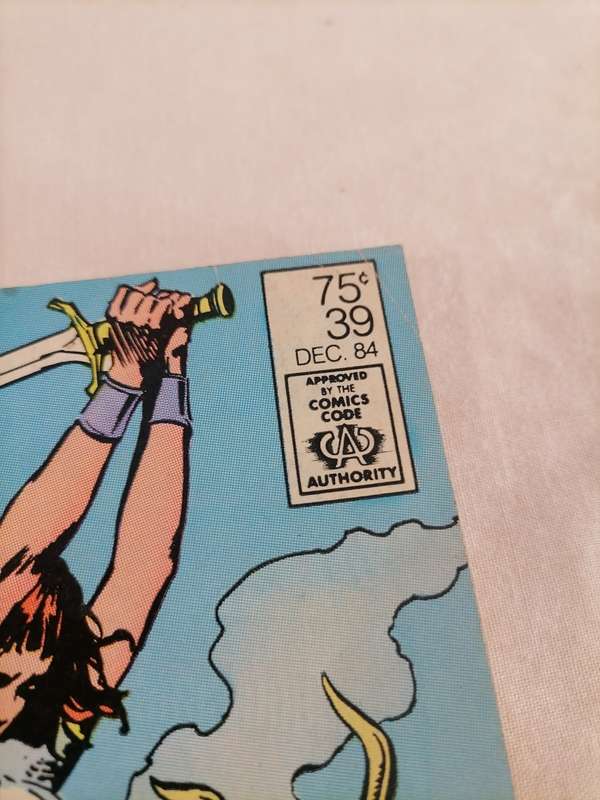 75¢
39
DEC. 84
APPROVED
BY THE
COMICS
CODE
CA
AUTHORITY